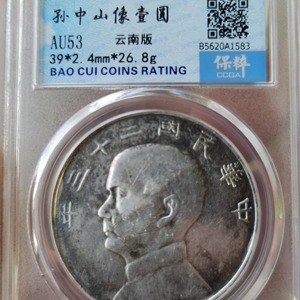 孙中山像壹圆
AU53 云南版
39*2.4mm*26.8g
BAO CUI COINS RATING
B5620A1583
保粹
CCGA
年三十二國民華中